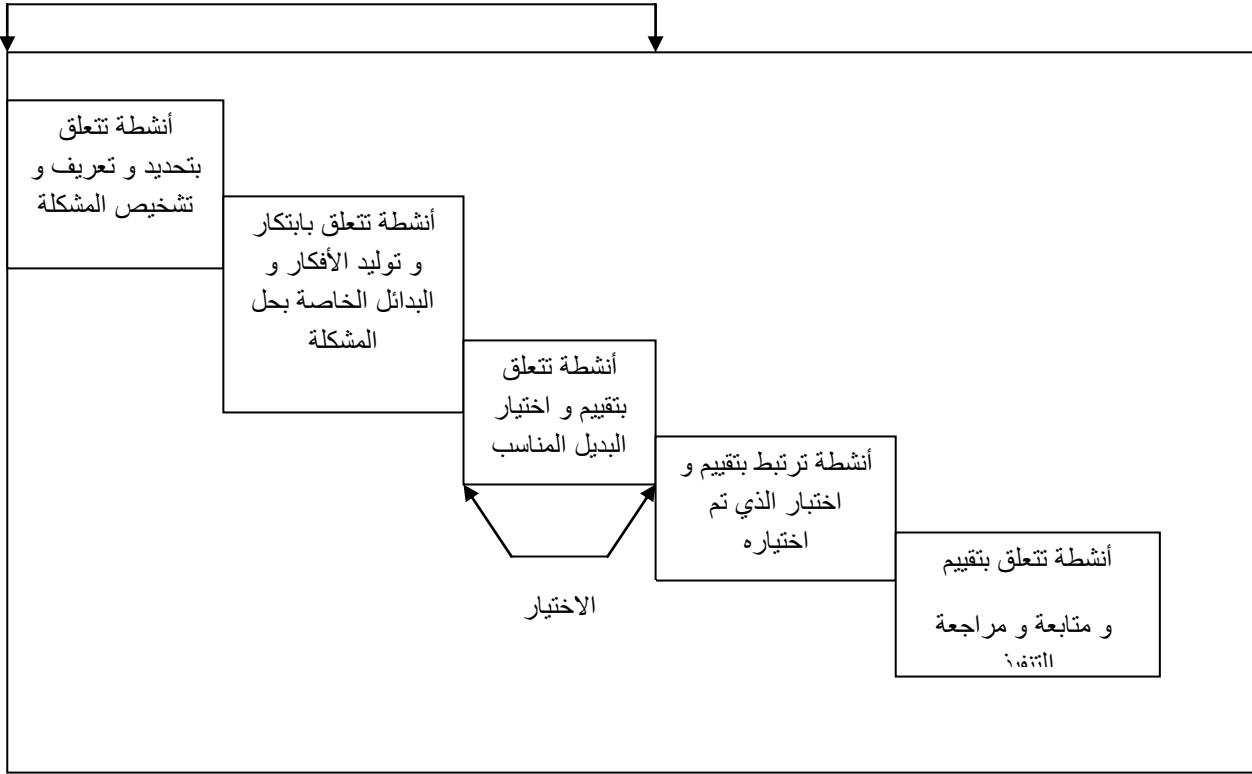 أنشطة تتعلق
بتحديد و تعريف و
تشخيص المشكلة
أنشطة تتعلق بابتكار
و توليد الأفكار و
البدائل الخاصة بحل
المشكلة
أنشطة تتعلق
بتقييم و اختيار
البديل المناسب
أنشطة ترتبط بتقييم و
اختبار الذي تم
اختياره
أنشطة تتعلق بتقييم
و متابعة و مراجعة
التنفيذ
الاختيار